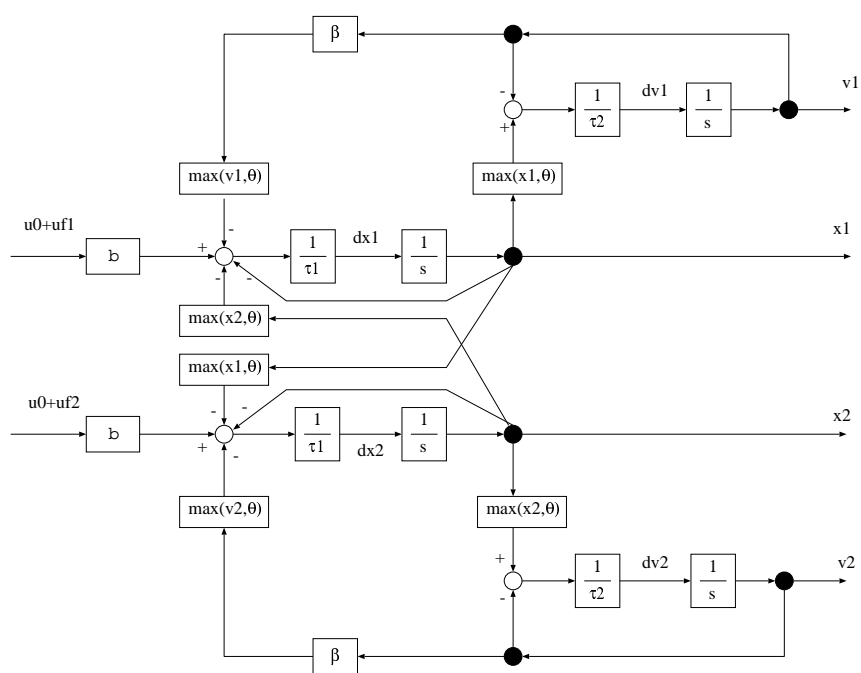 β
-
dv1
v1
1
τ2
1
s
+
max(v1,θ)
max(x1,θ)
u0+uf1
-
x1
b
+
1
τ1
dx1
1
s
-
-
max(x2,θ)
max(x1,θ)
u0+uf2
-
-
x2
b
+
1
τ1
dx2
1
s
-
max(v2,θ)
max(x2,θ)
+
dv2
v2
1
τ2
1
s
-
β